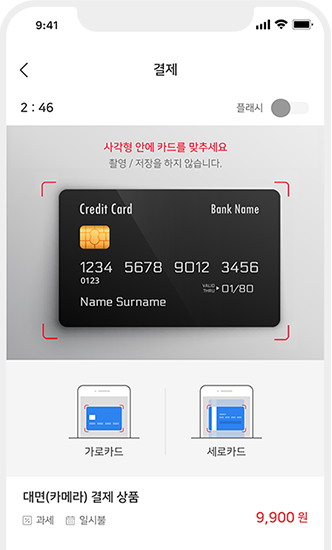 9:41
결제
2 : 46
플래시
사각형 안에 카드를 맞추세요
촬영 / 저장을 하지 않습니다.
Credit Card Bank Name
1234 5678 9012 3456
0123
VALID THRU 01/80
Name Surname
가로카드 세로카드
대면(카메라) 결제 상품
과세 일시불 9,900 원